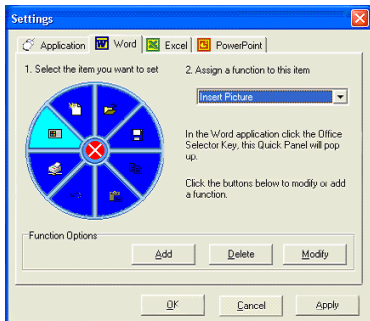 Settings
Application Word Excel PowerPoint
1. Select the item you want to set
2. Assign a function to this item
Insert Picture
In the Word application click the Office
Selector Key, this Quick Panel will pop
up.
Click the buttons below to modify or add
a function.
Function Options
Add Delete Modify
OK Cancel Apply